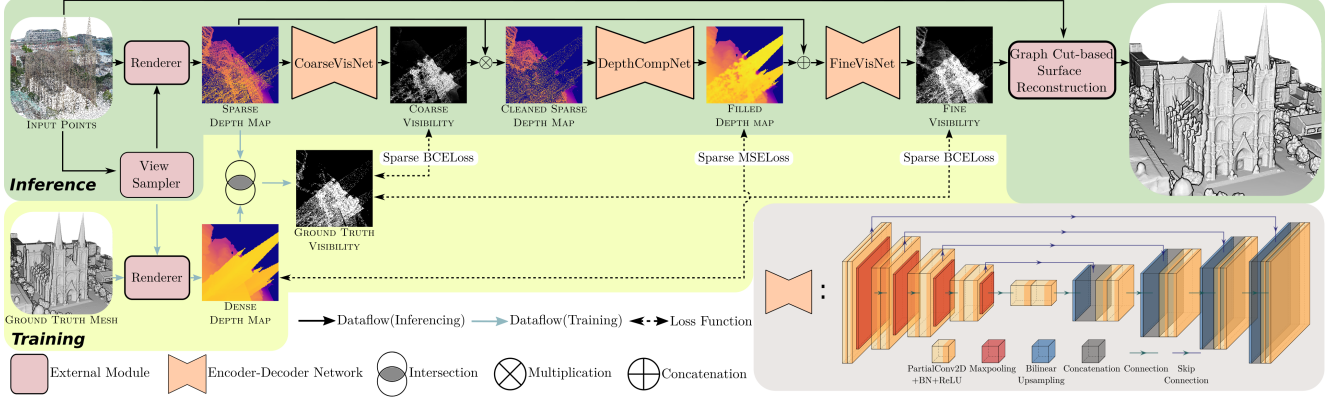 Input Points
Renderer
Sparse
Depth Map
CoarseVisNet
Coarse
Visibility
Cleaned Sparse
Depth Map
DepthCompNet
Filled
Depth map
FineVisNet
Fine
Visibility
Graph Cut-based
Surface
Reconstruction
View
Sampler
Inference
Sparse BCELoss
Sparse MSELoss
Sparse BCELoss
Ground Truth
Visibility
Ground Truth Mesh
Renderer
Dense
Depth Map
Training
Dataflow(Inferencing)
Dataflow(Training)
Loss Function
External Module
Encoder-Decoder Network
Intersection
Multiplication
Concatenation
:
PartialConv2D
+BN+ReLU
Maxpooling
Bilinear
Upsampling
Concatenation
Connection
Skip
Connection